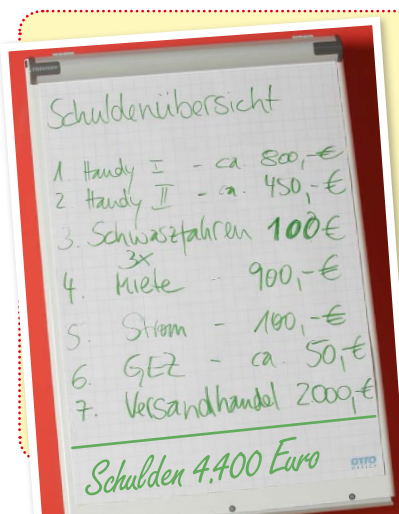 Schuldenübersicht
1 Handy I - ca. 800,-€
2 Handy II - ca. 450,-€
3. Schwarzfahren 100€
3x
4. Miete - 900,-€
5. Strom - 100,-€
6. GEZ - ca. 50,-€
7. Versandhandel 2000,-€
Schulden 4.400 Euro
OTTO
OFFICE